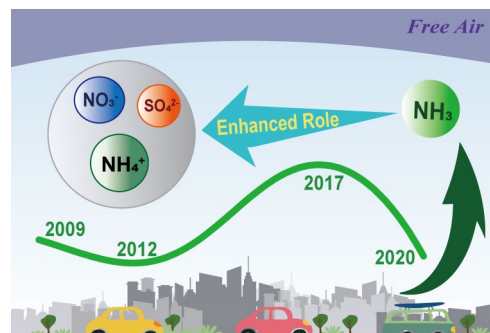 Free Air
NO₃⁻
SO₄²⁻
NH₄⁺
Enhanced Role
NH₃
2009
2012
2017
2020